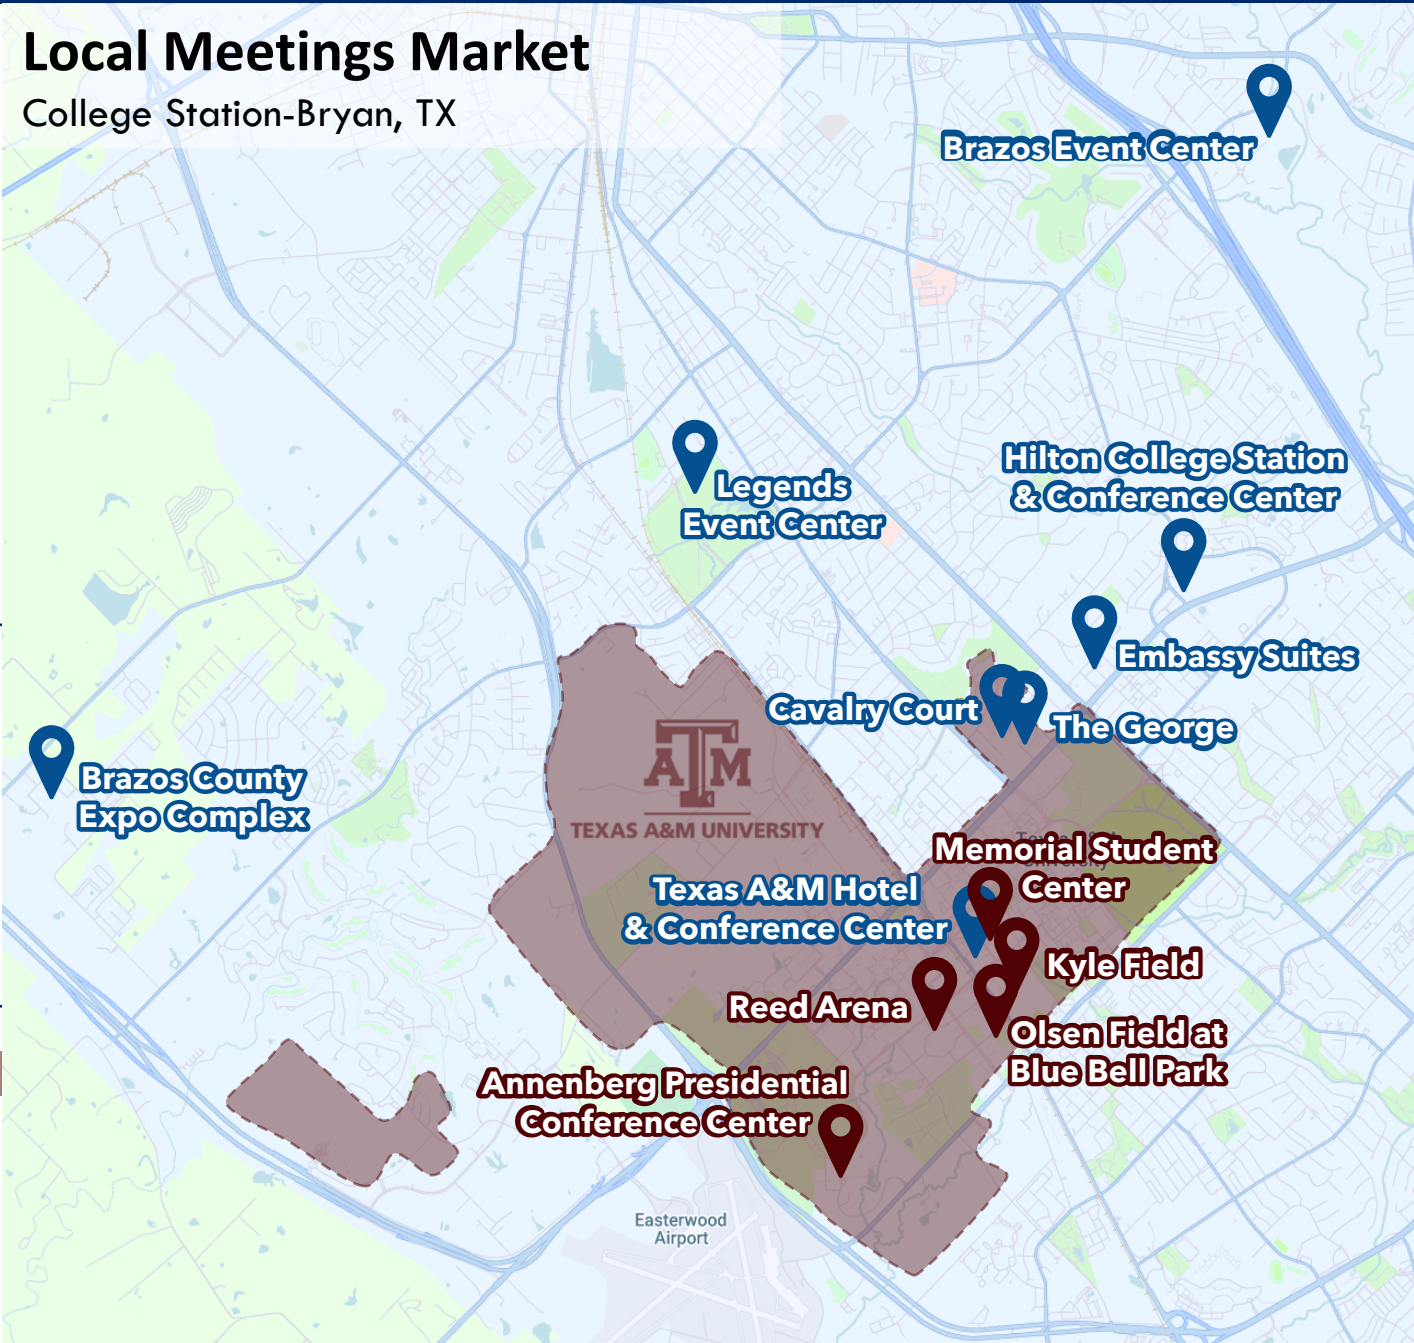 Local Meetings Market
College Station-Bryan, TX
Brazos Event Center
Hilton College Station
& Conference Center
Legends
Event Center
Embassy Suites
Cavalry Court
The George
Brazos County
Expo Complex
ATM
TEXAS A&M UNIVERSITY
Memorial Student
Center
Texas A&M Hotel
& Conference Center
Kyle Field
Reed Arena
Olsen Field at
Blue Bell Park
Annenberg Presidential
Conference Center
Easterwood
Airport